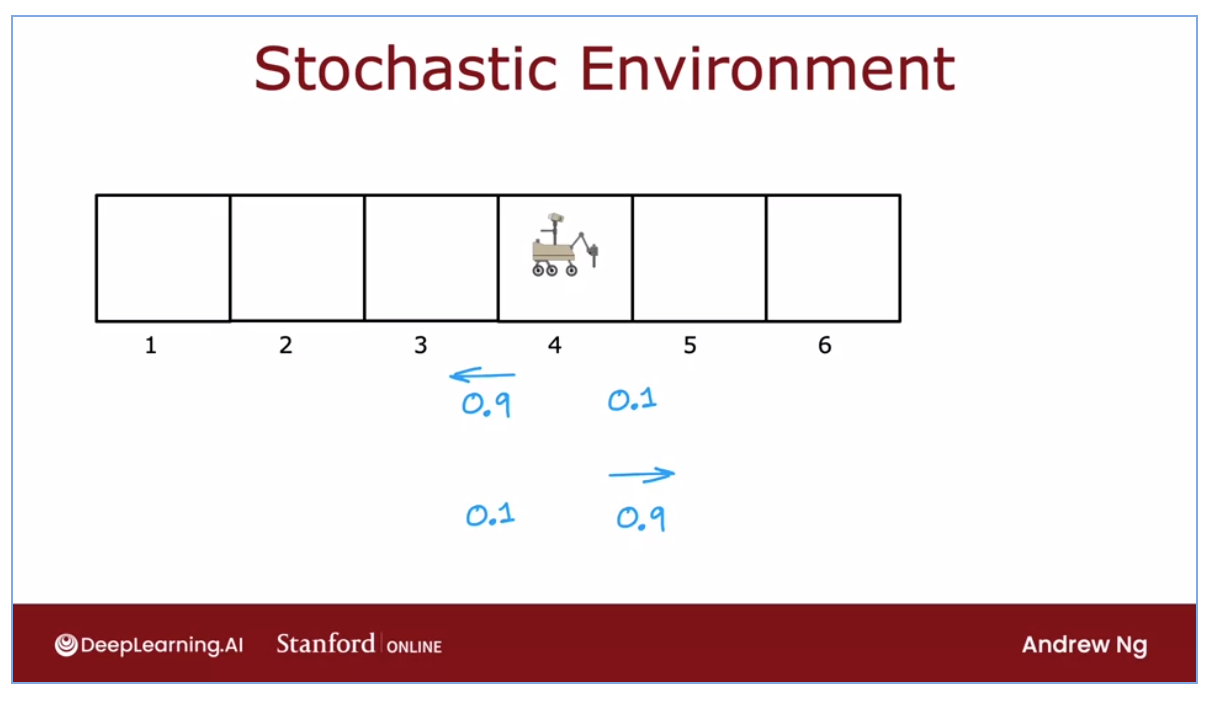 Stochastic Environment
1 2 3 4 5 6
← 0.9 0.1
0.1 → 0.9
DeepLearning.AI Stanford ONLINE Andrew Ng